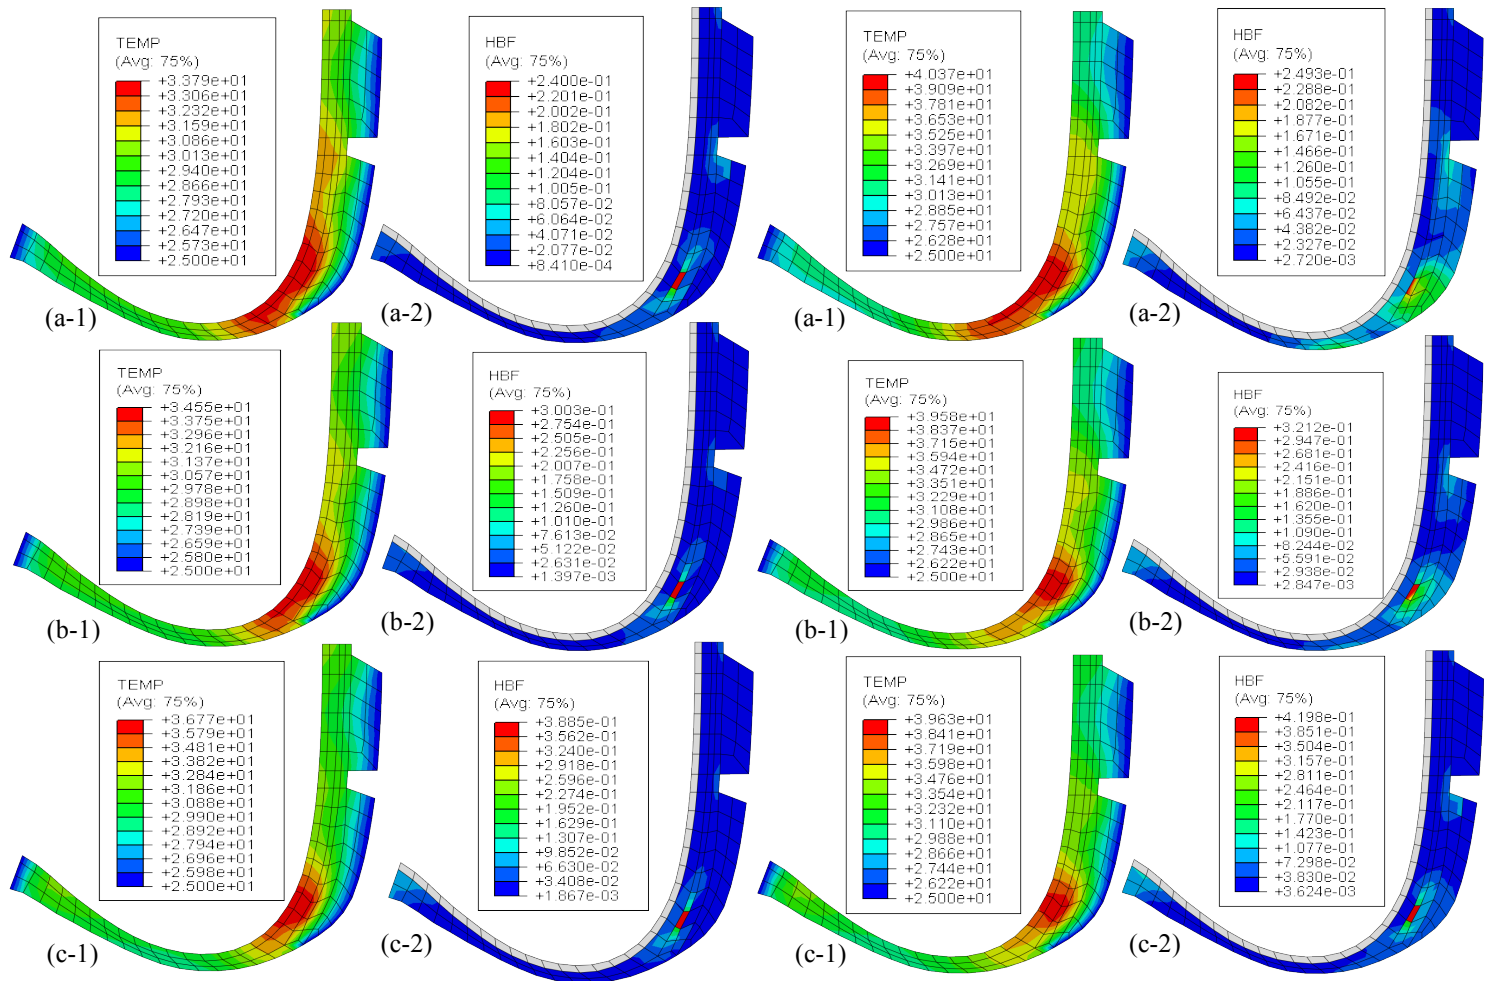 TEMP
(Avg: 75%)
+3.379e+01
+3.306e+01
+3.232e+01
+3.159e+01
+3.086e+01
+3.013e+01
+2.940e+01
+2.866e+01
+2.793e+01
+2.720e+01
+2.647e+01
+2.573e+01
+2.500e+01
(a-1)
HBF
(Avg: 75%)
+2.400e-01
+2.201e-01
+2.002e-01
+1.802e-01
+1.603e-01
+1.404e-01
+1.204e-01
+1.005e-01
+8.057e-02
+6.064e-02
+4.071e-02
+2.077e-02
+8.410e-04
(a-2)
TEMP
(Avg: 75%)
+4.037e+01
+3.909e+01
+3.781e+01
+3.653e+01
+3.525e+01
+3.397e+01
+3.269e+01
+3.141e+01
+3.013e+01
+2.885e+01
+2.757e+01
+2.628e+01
+2.500e+01
(a-1)
HBF
(Avg: 75%)
+2.493e-01
+2.288e-01
+2.082e-01
+1.877e-01
+1.671e-01
+1.466e-01
+1.260e-01
+1.055e-01
+8.492e-02
+6.437e-02
+4.382e-02
+2.327e-02
+2.720e-03
(a-2)
TEMP
(Avg: 75%)
+3.455e+01
+3.375e+01
+3.296e+01
+3.216e+01
+3.137e+01
+3.057e+01
+2.978e+01
+2.898e+01
+2.819e+01
+2.739e+01
+2.659e+01
+2.580e+01
+2.500e+01
(b-1)
HBF
(Avg: 75%)
+3.003e-01
+2.754e-01
+2.505e-01
+2.256e-01
+2.007e-01
+1.758e-01
+1.509e-01
+1.260e-01
+1.010e-01
+7.613e-02
+5.122e-02
+2.631e-02
+1.397e-03
(b-2)
TEMP
(Avg: 75%)
+3.958e+01
+3.837e+01
+3.715e+01
+3.594e+01
+3.472e+01
+3.351e+01
+3.229e+01
+3.108e+01
+2.986e+01
+2.865e+01
+2.743e+01
+2.622e+01
+2.500e+01
(b-1)
HBF
(Avg: 75%)
+3.212e-01
+2.947e-01
+2.681e-01
+2.416e-01
+2.151e-01
+1.886e-01
+1.620e-01
+1.355e-01
+1.090e-01
+8.244e-02
+5.591e-02
+2.938e-02
+2.847e-03
(b-2)
TEMP
(Avg: 75%)
+3.677e+01
+3.579e+01
+3.481e+01
+3.382e+01
+3.284e+01
+3.186e+01
+3.088e+01
+2.990e+01
+2.892e+01
+2.794e+01
+2.696e+01
+2.598e+01
+2.500e+01
(c-1)
HBF
(Avg: 75%)
+3.885e-01
+3.562e-01
+3.240e-01
+2.918e-01
+2.596e-01
+2.274e-01
+1.952e-01
+1.629e-01
+1.307e-01
+9.852e-02
+6.630e-02
+3.408e-02
+1.867e-03
(c-2)
TEMP
(Avg: 75%)
+3.963e+01
+3.841e+01
+3.719e+01
+3.598e+01
+3.476e+01
+3.354e+01
+3.232e+01
+3.110e+01
+2.988e+01
+2.866e+01
+2.744e+01
+2.622e+01
+2.500e+01
(c-1)
HBF
(Avg: 75%)
+4.198e-01
+3.851e-01
+3.504e-01
+3.157e-01
+2.811e-01
+2.464e-01
+2.117e-01
+1.770e-01
+1.423e-01
+1.077e-01
+7.298e-02
+3.830e-02
+3.624e-03
(c-2)